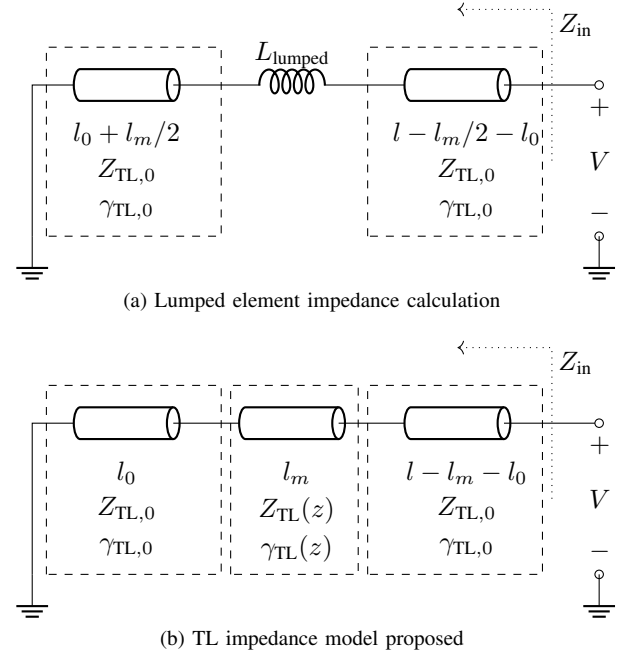 Z_in
L_lumped
l_0 + l_m/2
Z_TL,0
γ_TL,0
l − l_m/2 − l_0
Z_TL,0
γ_TL,0
+
V
−
(a) Lumped element impedance calculation
Z_in
l_0
Z_TL,0
γ_TL,0
l_m
Z_TL(z)
γ_TL(z)
l − l_m − l_0
Z_TL,0
γ_TL,0
+
V
−
(b) TL impedance model proposed